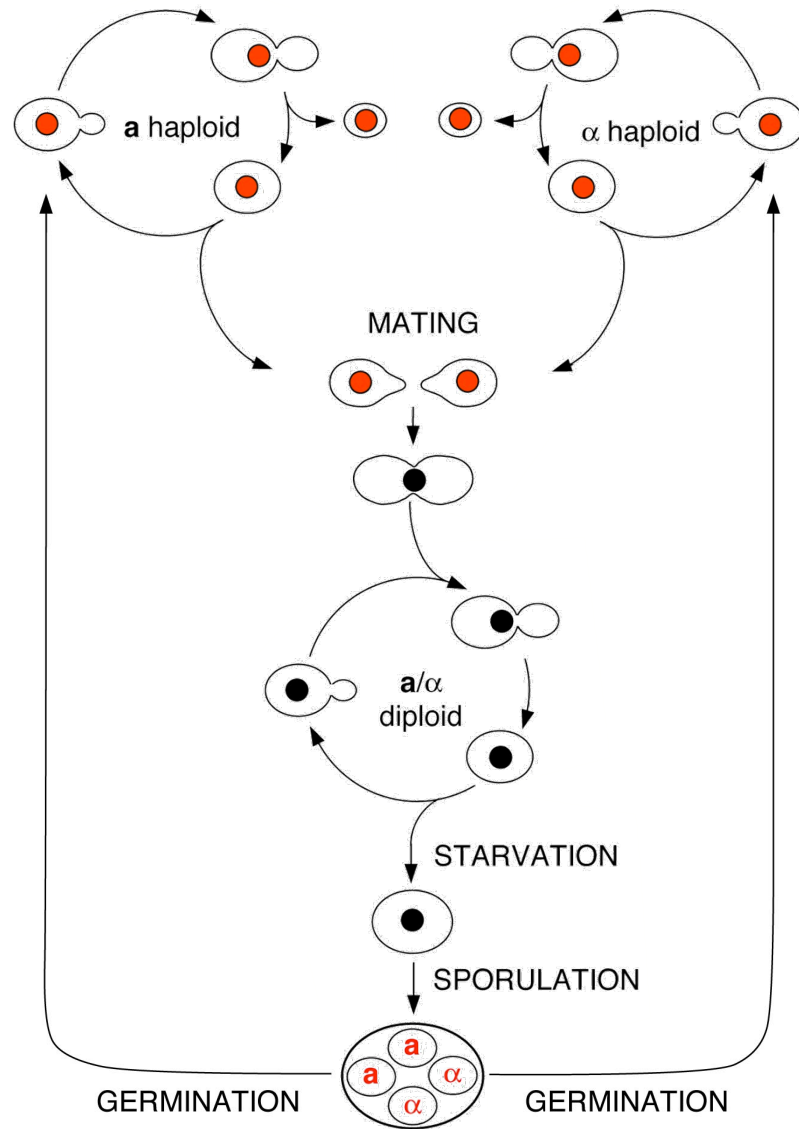 a haploid
α haploid
MATING
a/α
diploid
STARVATION
SPORULATION
a
a
α
α
GERMINATION
GERMINATION